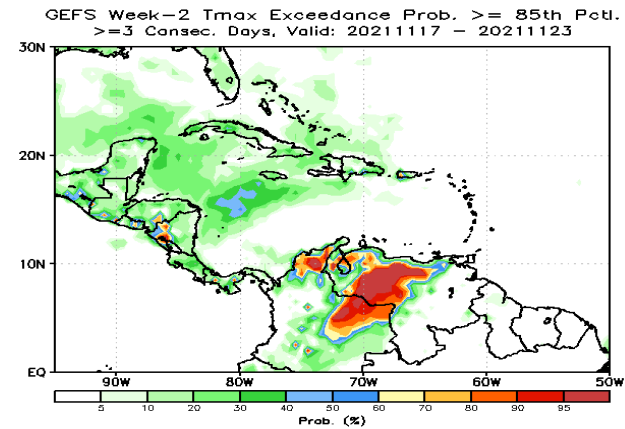 GEFS Week-2 Tmax Exceedance Prob. >= 85th Pctl.
>=3 Consec. Days, Valid: 20211117 - 20211123
30N
20N
10N
EQ
90W 80W 70W 60W 50W
5 10 20 30 40 50 60 70 80 90 95
Prob. (%)